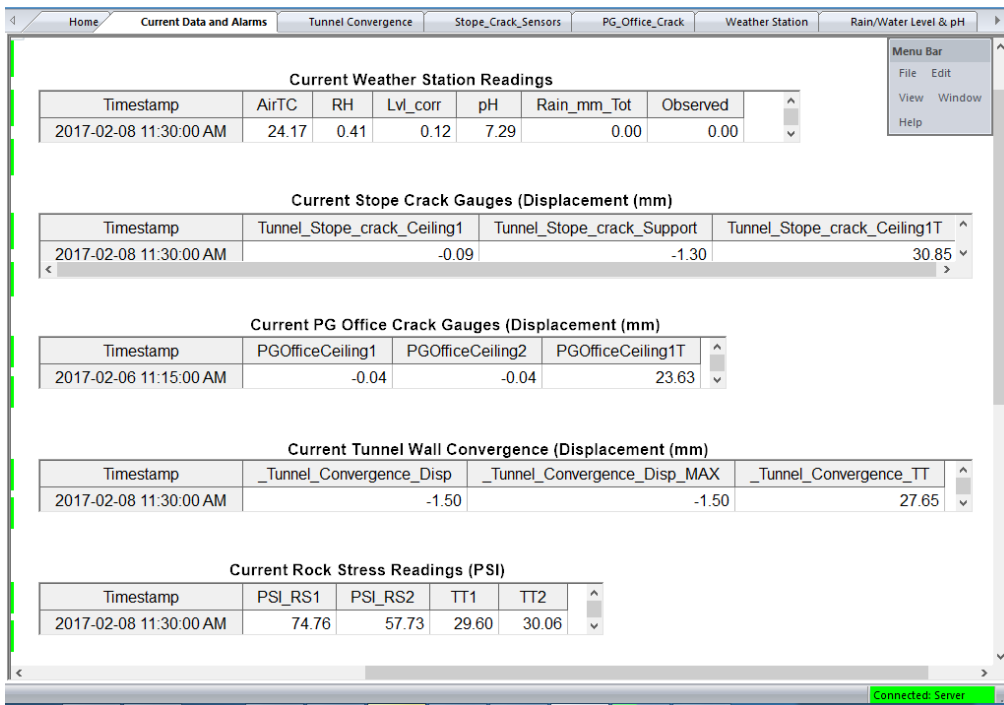 Home Current Data and Alarms Tunnel Convergence Stope_Crack_Sensors PG_Office_Crack Weather Station Rain/Water Level & pH
Menu Bar
File Edit
View Window
Help
Current Weather Station Readings
Timestamp AirTC RH Lvl_corr pH Rain_mm_Tot Observed
2017-02-08 11:30:00 AM 24.17 0.41 0.12 7.29 0.00 0.00
Current Stope Crack Gauges (Displacement (mm)
Timestamp Tunnel_Stope_crack_Ceiling1 Tunnel_Stope_crack_Support Tunnel_Stope_crack_Ceiling1T
2017-02-08 11:30:00 AM -0.09 -1.30 30.85
Current PG Office Crack Gauges (Displacement (mm)
Timestamp PGOfficeCeiling1 PGOfficeCeiling2 PGOfficeCeiling1T
2017-02-06 11:15:00 AM -0.04 -0.04 23.63
Current Tunnel Wall Convergence (Displacement (mm)
Timestamp _Tunnel_Convergence_Disp _Tunnel_Convergence_Disp_MAX _Tunnel_Convergence_TT
2017-02-08 11:30:00 AM -1.50 -1.50 27.65
Current Rock Stress Readings (PSI)
Timestamp PSI_RS1 PSI_RS2 TT1 TT2
2017-02-08 11:30:00 AM 74.76 57.73 29.60 30.06
Connected: Server